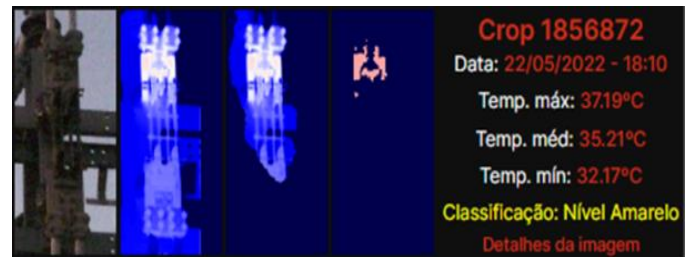 Crop 1856872
Data: 22/05/2022 - 18:10
Temp. máx: 37.19ºC
Temp. méd: 35.21ºC
Temp. mín: 32.17ºC
Classificação: Nível Amarelo
Detalhes da imagem